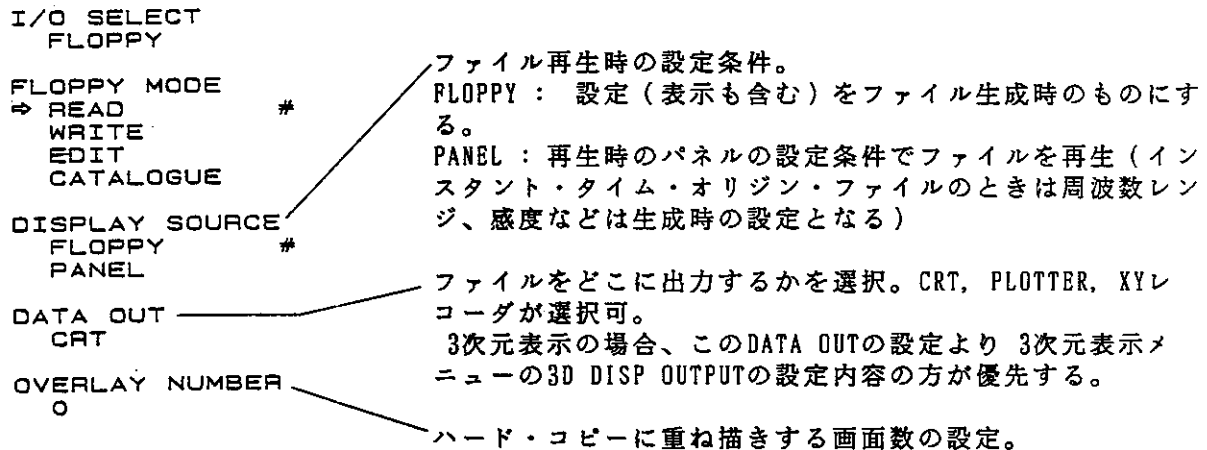 I/O SELECT
FLOPPY
FLOPPY MODE
⇨ READ #
WRITE
EDIT
CATALOGUE
DISPLAY SOURCE
FLOPPY #
PANEL
DATA OUT
CRT
OVERLAY NUMBER
0
ファイル再生時の設定条件。
FLOPPY : 設定(表示も含む)をファイル生成時のものにす
る。
PANEL : 再生時のパネルの設定条件でファイルを再生(イン
スタント・タイム・オリジン・ファイルのときは周波数レン
ジ、感度などは生成時の設定となる)
ファイルをどこに出力するかを選択。CRT, PLOTTER, XYレ
コーダが選択可。
3次元表示の場合、このDATA OUTの設定より 3次元表示メ
ニューの3D DISP OUTPUTの設定内容の方が優先する。
ハード・コピーに重ね描きする画面数の設定。